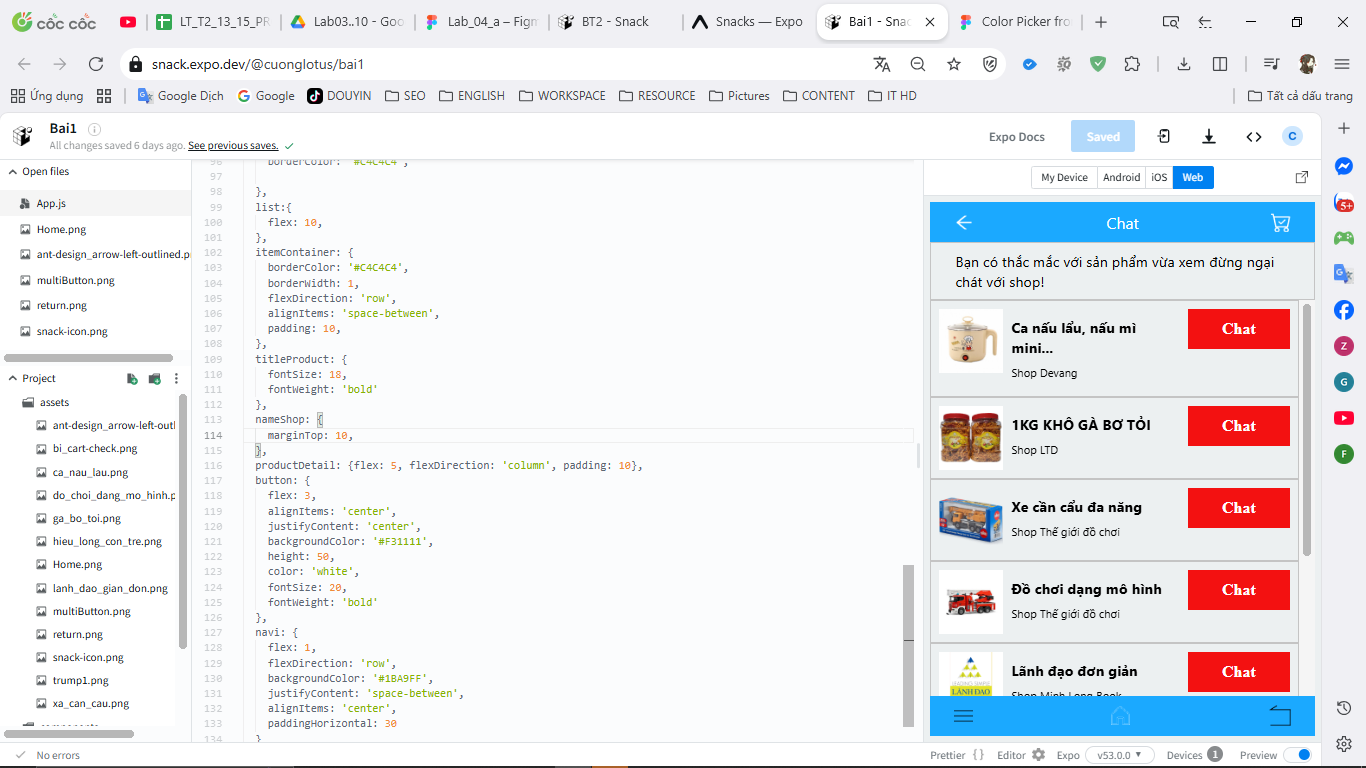 cốc cốc
LT_T2_13_15_PR
Lab03..10 - Goo
Lab_04_a – Figm
BT2 - Snack
Snacks — Expo
Bai1 - Snac
Color Picker fro
snack.expo.dev/@cuonglotus/bai1
Ứng dụng
Google Dịch
Google
DOUYIN
SEO
ENGLISH
WORKSPACE
RESOURCE
Pictures
CONTENT
IT HD
Tất cả dấu trang
Bai1
All changes saved 6 days ago. See previous saves.
Expo Docs
Saved
C
Open files
App.js
Home.png
ant-design_arrow-left-outlined.p
multiButton.png
return.png
snack-icon.png
Project
assets
ant-design_arrow-left-outl
bi_cart-check.png
ca_nau_lau.png
do_choi_dang_mo_hinh.p
ga_bo_toi.png
hieu_long_con_tre.png
Home.png
lanh_dao_gian_don.png
multiButton.png
return.png
snack-icon.png
trump1.png
xa_can_cau.png
96 borderColor: '#C4C4C4',
97
98 },
99 list:{
100 flex: 10,
101 },
102 itemContainer: {
103 borderColor: '#C4C4C4',
104 borderWidth: 1,
105 flexDirection: 'row',
106 alignItems: 'space-between',
107 padding: 10,
108 },
109 titleProduct: {
110 fontSize: 18,
111 fontWeight: 'bold'
112 },
113 nameShop: {
114 marginTop: 10,
115 },
116 productDetail: {flex: 5, flexDirection: 'column', padding: 10},
117 button: {
118 flex: 3,
119 alignItems: 'center',
120 justifyContent: 'center',
121 backgroundColor: '#F31111',
122 height: 50,
123 color: 'white',
124 fontSize: 20,
125 fontWeight: 'bold'
126 },
127 navi: {
128 flex: 1,
129 flexDirection: 'row',
130 backgroundColor: '#1BA9FF',
131 justifyContent: 'space-between',
132 alignItems: 'center',
133 paddingHorizontal: 30
134 }
My Device
Android
iOS
Web
Chat
Bạn có thắc mắc với sản phẩm vừa xem đừng ngại
chát với shop!
Ca nấu lẩu, nấu mì
mini...
Shop Devang
Chat
1KG KHÔ GÀ BƠ TỎI
Shop LTD
Chat
Xe cần cẩu đa năng
Shop Thế giới đồ chơi
Chat
Đồ chơi dạng mô hình
Shop Thế giới đồ chơi
Chat
LÃNH ĐẠO
Lãnh đạo đơn giản
Shop Minh Long Book
Chat
5+
Z
G
F
No errors
Prettier
{ }
Editor
Expo
v53.0.0
Devices
1
Preview